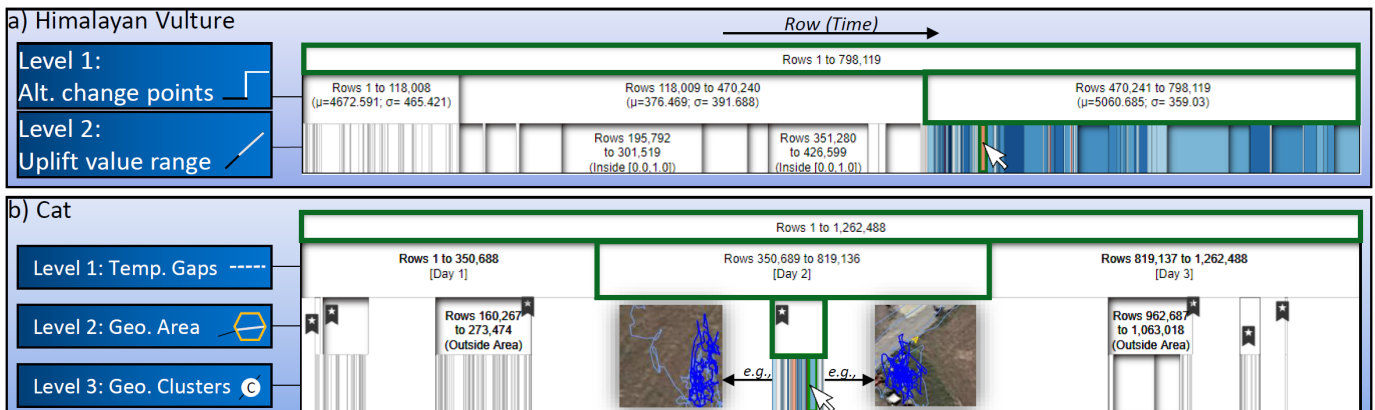 a) Himalayan Vulture
Row (Time)
Level 1:
Alt. change points
Level 2:
Uplift value range
Rows 1 to 798,119
Rows 1 to 118,008
(μ=4672.591; σ= 465.421)
Rows 118,009 to 470,240
(μ=376.469; σ= 391.688)
Rows 470,241 to 798,119
(μ=5060.685; σ= 359.03)
Rows 195,792
to 301,519
(Inside [0.0,1.0])
Rows 351,280
to 426,599
(Inside [0.0,1.0])
b) Cat
Level 1: Temp. Gaps
Level 2: Geo. Area
Level 3: Geo. Clusters C
Rows 1 to 1,262,488
Rows 1 to 350,688
[Day 1]
Rows 350,689 to 819,136
[Day 2]
Rows 819,137 to 1,262,488
[Day 3]
Rows 160,267
to 273,474
(Outside Area)
e.g.,
e.g.,
Rows 962,687
to 1,063,018
(Outside Area)